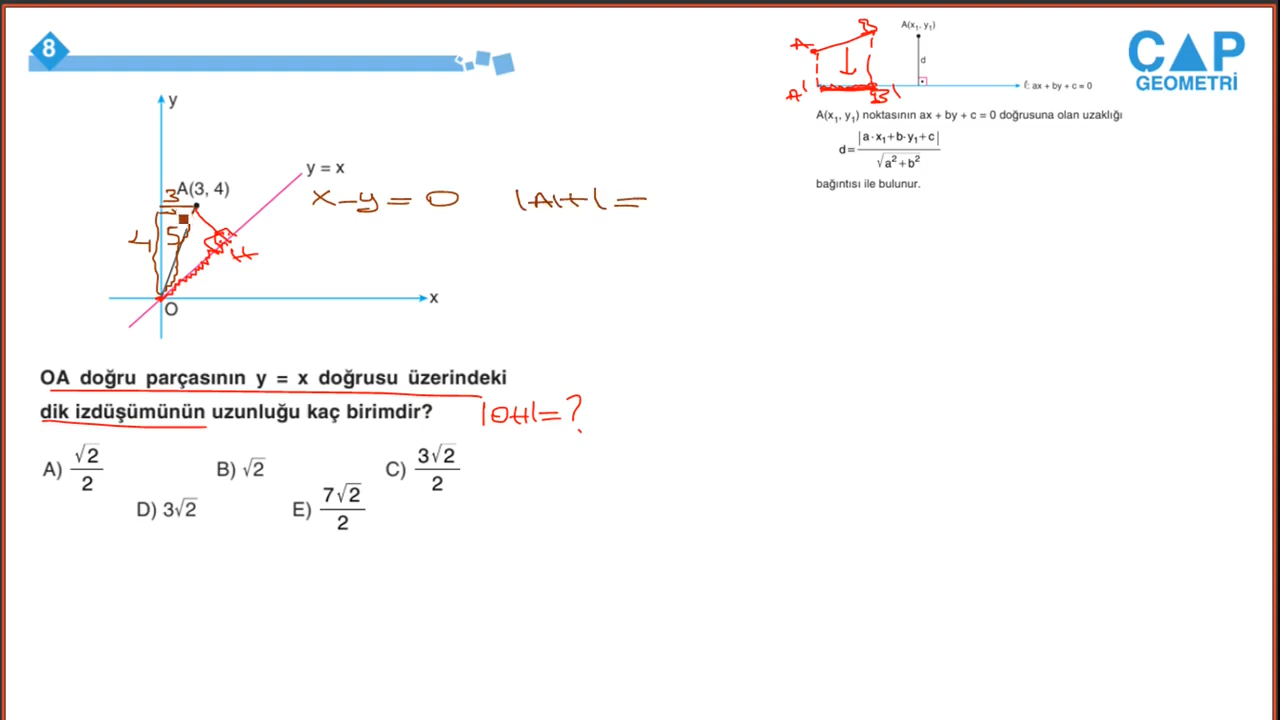 8
A B
A' B'
A(x₁, y₁)
d
ℓ: ax + by + c = 0
ÇAP
GEOMETRİ
A(x₁, y₁) noktasının ax + by + c = 0 doğrusuna olan uzaklığı
d = |a·x₁+b·y₁+c| / √a²+b²
bağıntısı ile bulunur.
y
y = x
3 A(3, 4)
x-y=0 |AH|=
4 5
H
x
O
OA doğru parçasının y = x doğrusu üzerindeki
dik izdüşümünün uzunluğu kaç birimdir? |OH|=?
A) √2/2 B) √2 C) 3√2/2
D) 3√2 E) 7√2/2